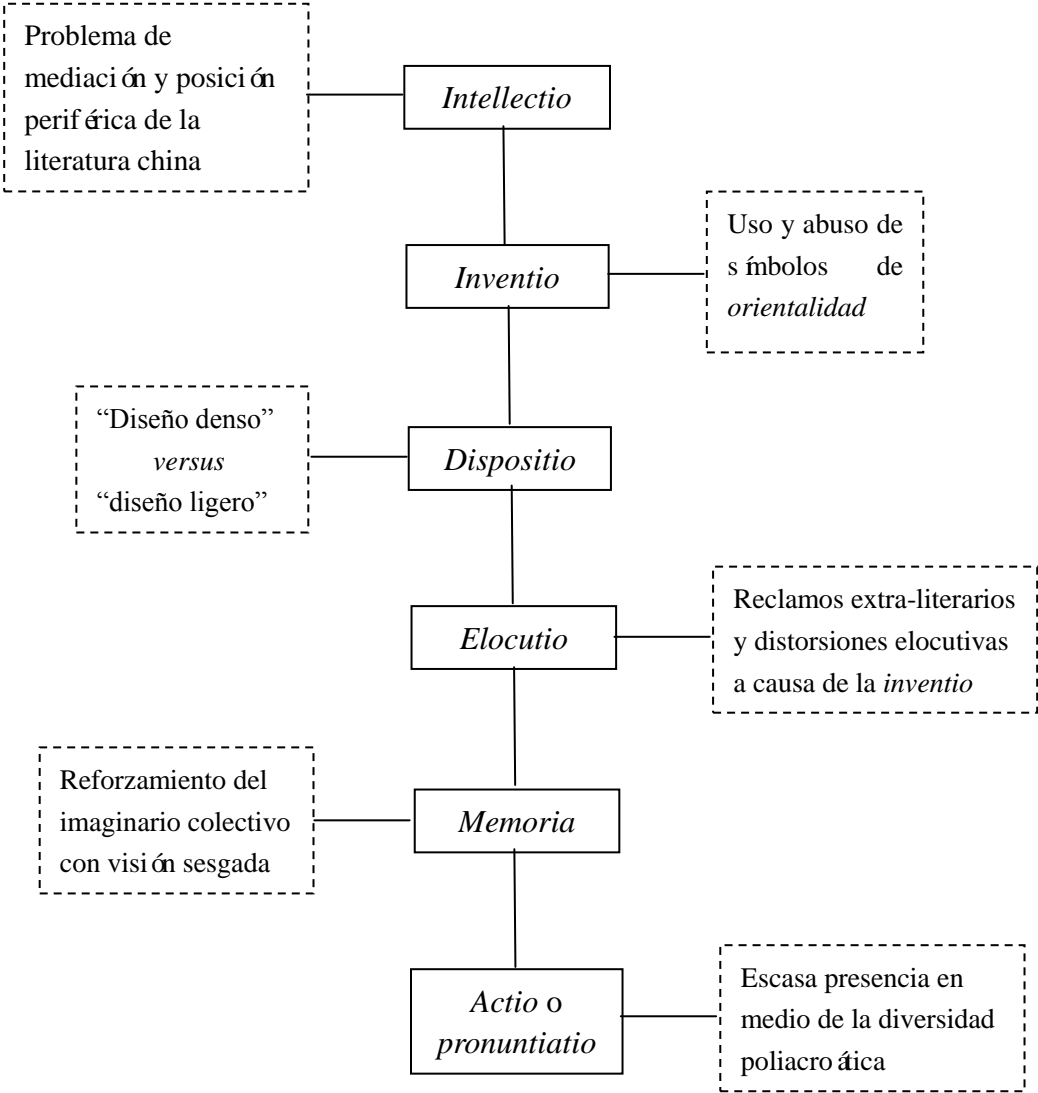 Problema de
mediación y posición
periférica de la
literatura china
Intellectio
Inventio
Uso y abuso de
símbolos de
orientalidad
“Diseño denso”
versus
“diseño ligero”
Dispositio
Elocutio
Reclamos extra-literarios
y distorsiones elocutivas
a causa de la inventio
Reforzamiento del
imaginario colectivo
con visión sesgada
Memoria
Actio o
pronuntiatio
Escasa presencia en
medio de la diversidad
poliacroática